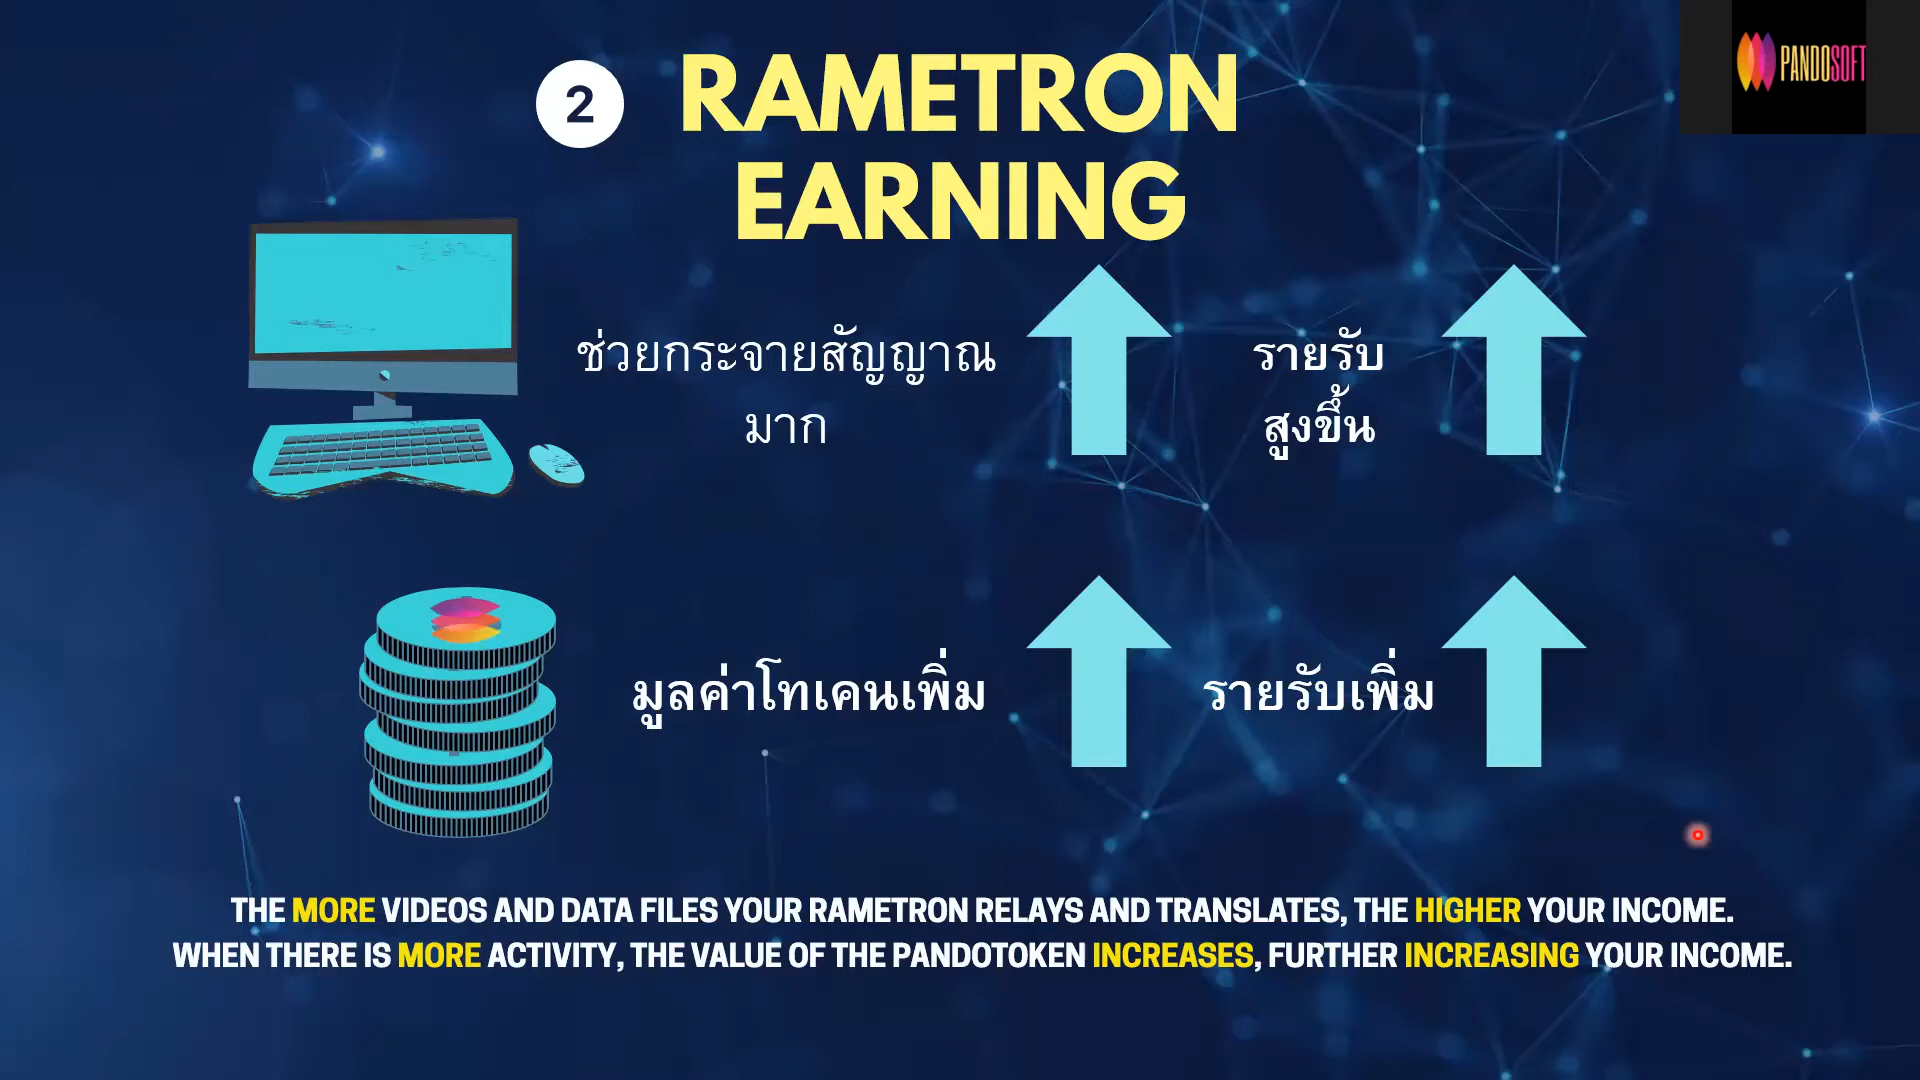 PANDOSOFT
2
RAMETRON
EARNING
ช่วยกระจายสัญญาณ
มาก
รายรับ
สูงขึ้น
มูลค่าโทเคนเพิ่ม
รายรับเพิ่ม
THE MORE VIDEOS AND DATA FILES YOUR RAMETRON RELAYS AND TRANSLATES, THE HIGHER YOUR INCOME.
WHEN THERE IS MORE ACTIVITY, THE VALUE OF THE PANDOTOKEN INCREASES, FURTHER INCREASING YOUR INCOME.